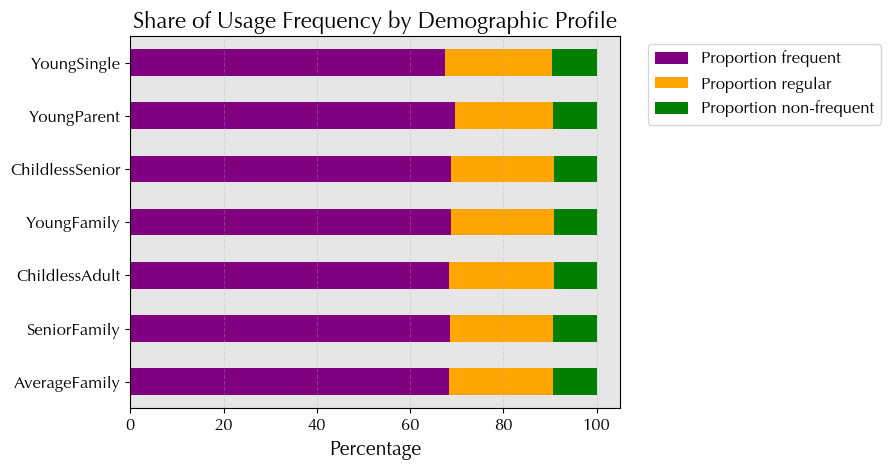 Share of Usage Frequency by Demographic Profile
YoungSingle
YoungParent
ChildlessSenior
YoungFamily
ChildlessAdult
SeniorFamily
AverageFamily
0 20 40 60 80 100
Percentage
Proportion frequent
Proportion regular
Proportion non-frequent